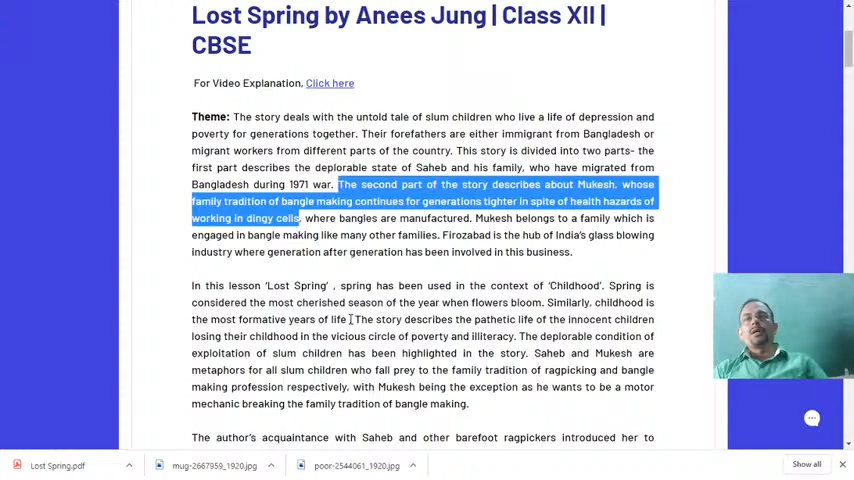 Lost Spring by Anees Jung | Class XII |
CBSE
For Video Explanation, Click here
Theme: The story deals with the untold tale of slum children who live a life of depression and
poverty for generations together. Their forefathers are either immigrant from Bangladesh or
migrant workers from different parts of the country. This story is divided into two parts- the
first part describes the deplorable state of Saheb and his family, who have migrated from
Bangladesh during 1971 war. The second part of the story describes about Mukesh, whose
family tradition of bangle making continues for generations tighter in spite of health hazards of
working in dingy cells, where bangles are manufactured. Mukesh belongs to a family which is
engaged in bangle making like many other families. Firozabad is the hub of India's glass blowing
industry where generation after generation has been involved in this business.
In this lesson 'Lost Spring' , spring has been used in the context of 'Childhood'. Spring is
considered the most cherished season of the year when flowers bloom. Similarly, childhood is
the most formative years of life .The story describes the pathetic life of the innocent children
losing their childhood in the vicious circle of poverty and illiteracy. The deplorable condition of
exploitation of slum children has been highlighted in the story. Saheb and Mukesh are
metaphors for all slum children who fall prey to the family tradition of ragpicking and bangle
making profession respectively, with Mukesh being the exception as he wants to be a motor
mechanic breaking the family tradition of bangle making.
The author's acquaintance with Saheb and other barefoot ragpickers introduced her to
Lost Spring.pdf
mug-2667959_1920.jpg
poor-2544061_1920.jpg
Show all